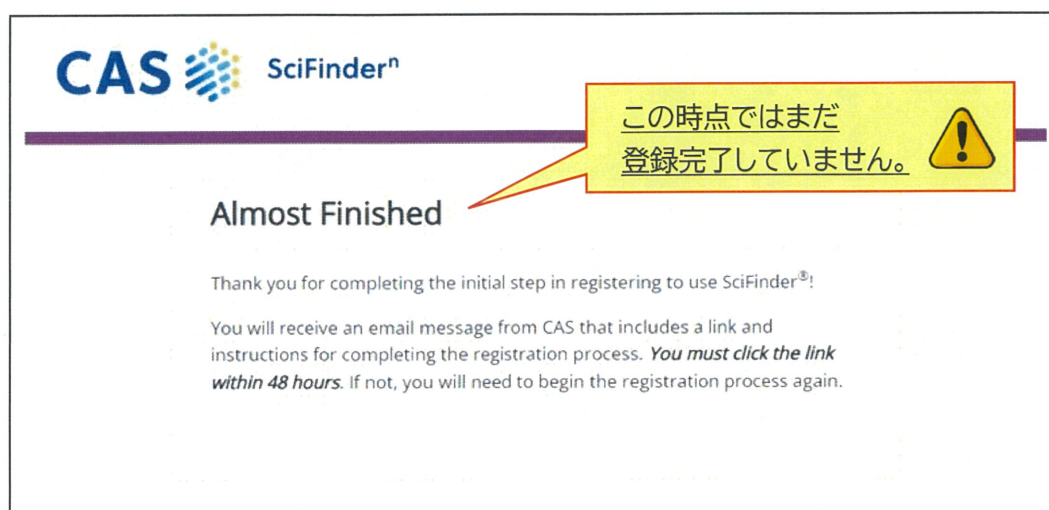 CAS SciFinderⁿ
この時点ではまだ
登録完了していません。
Almost Finished
Thank you for completing the initial step in registering to use SciFinder®!
You will receive an email message from CAS that includes a link and
instructions for completing the registration process. You must click the link
within 48 hours. If not, you will need to begin the registration process again.